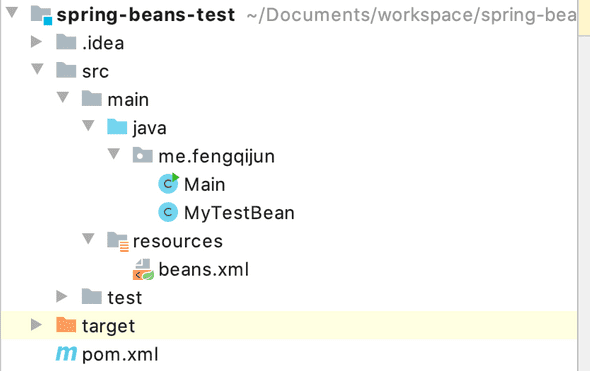 spring-beans-test ~/Documents/workspace/spring-bea
.idea
src
main
java
me.fengqijun
Main
MyTestBean
resources
beans.xml
test
target
pom.xml